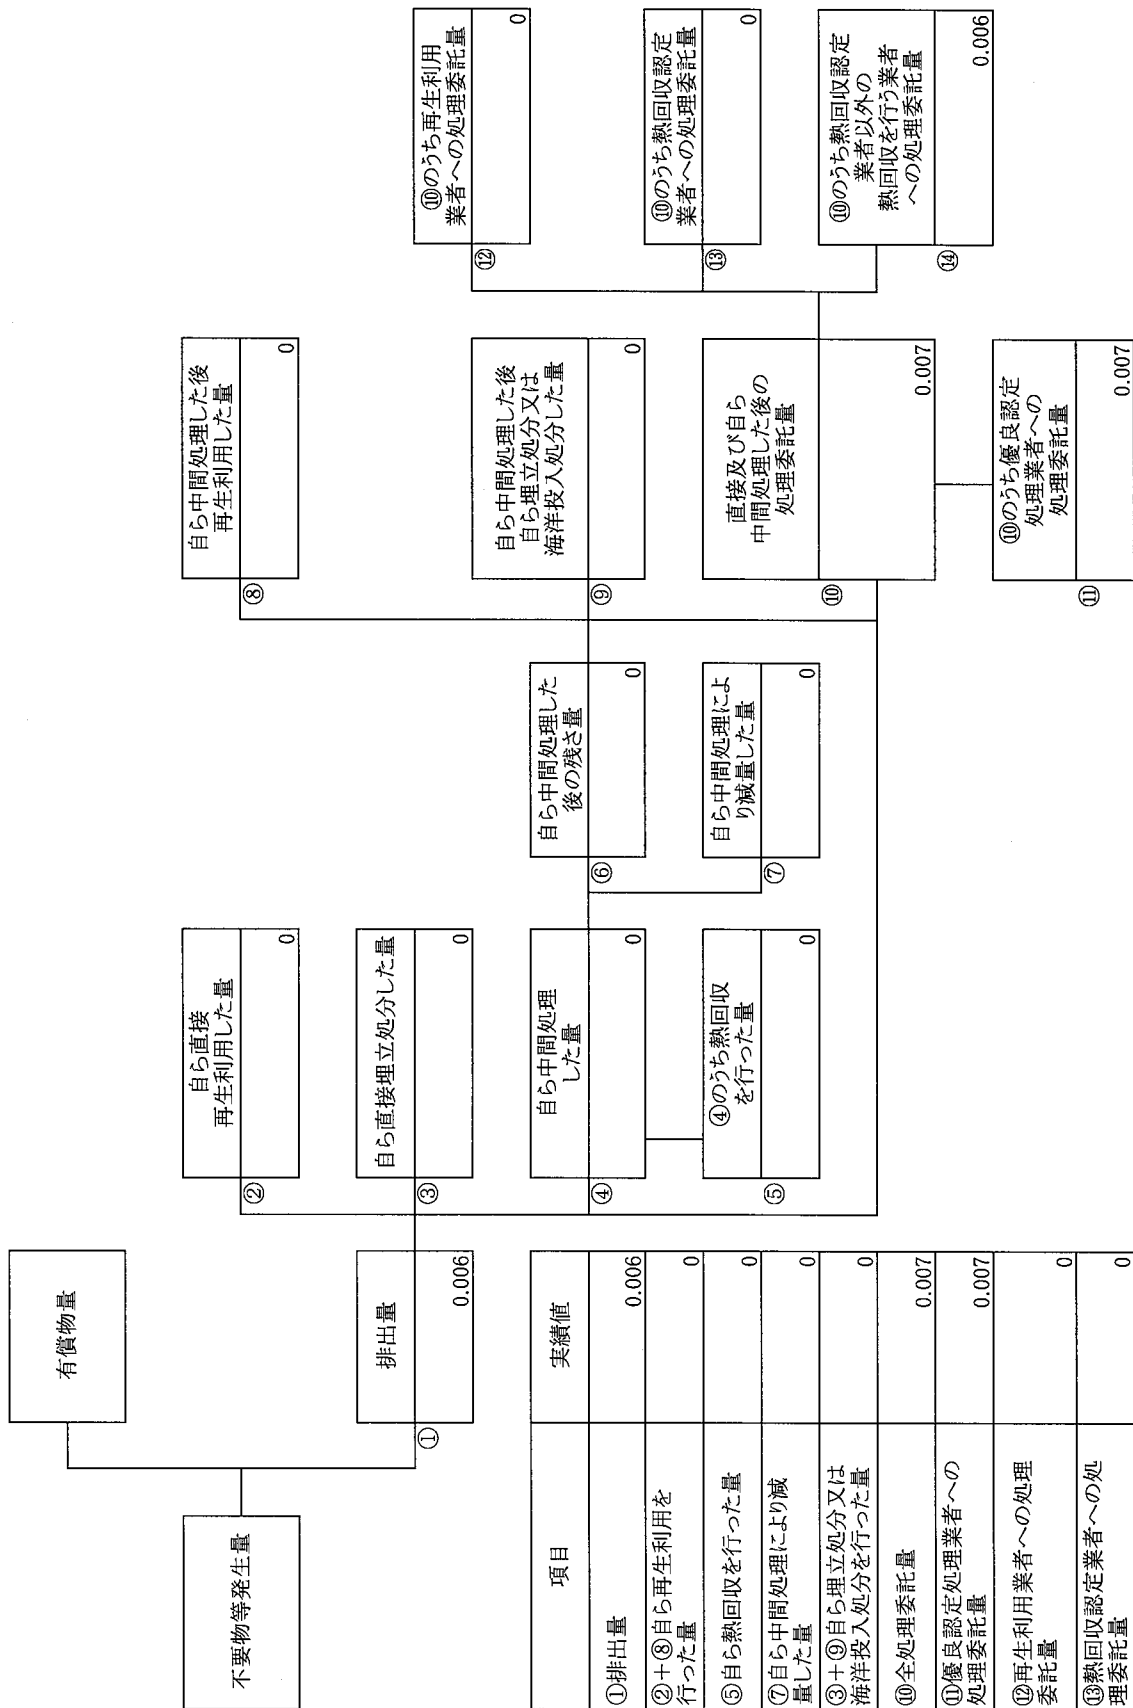 不要物等発生量
有償物量
排出量
①
0.006
自ら直接
再生利用した量
②
0
自ら直接埋立処分した量
③
0
自ら中間処理
した量
④
0
④のうち熱回収
を行った量
⑤
0
自ら中間処理した
後の残さ量
⑥
0
自ら中間処理によ
り減量した量
⑦
0
自ら中間処理した後
再生利用した量
⑧
0
自ら中間処理した後
自ら埋立処分又は
海洋投入処分した量
⑨
0
直接及び自ら
中間処理した後の
処理委託量
⑩
0.007
⑩のうち優良認定
処理業者への
処理委託量
⑪
0.007
⑩のうち再生利用
業者への処理委託量
⑫
0
⑩のうち熱回収認定
業者への処理委託量
⑬
0
⑩のうち熱回収認定
業者以外の
熱回収を行う業者
への処理委託量
⑭
0.006
項目 実績値
①排出量 0.006
②+⑧自ら再生利用を
行った量 0
⑤自ら熱回収を行った量 0
⑦自ら中間処理により減
量した量 0
③+⑨自ら埋立処分又は
海洋投入処分を行った量 0
⑩全処理委託量 0.007
⑪優良認定処理業者への
処理委託量 0.007
⑫再生利用業者への処理
委託量 0
⑬熱回収認定業者への処
理委託量 0